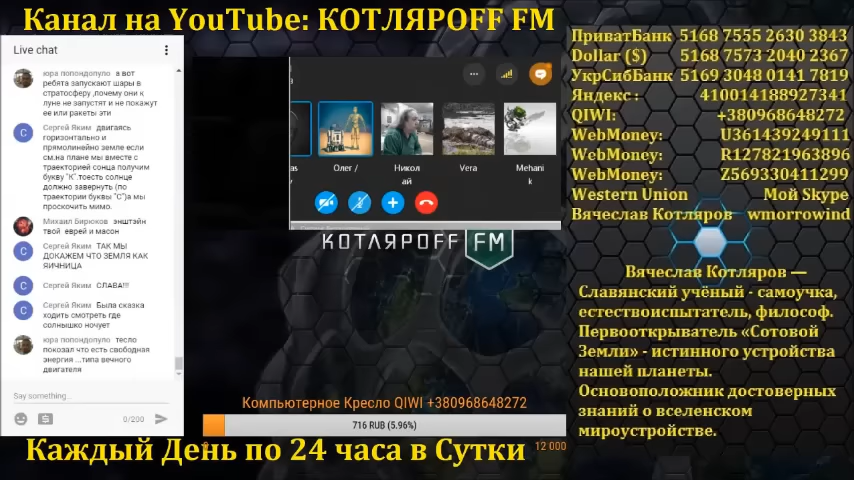 Канал на YouTube: КОТЛЯРОFF FM
Live chat
юра попондопуло а вот
ребята запускают шары в
стратосферу ,почему они к
луне не запустят и не покажут
ее или ракеты эти
Сергей Яким двигаясь
горизонтально и
прямолинейно земле если
см.на плане мы вместе с
траекторией сонца получим
букву "К".тоесть солнце
должно завернуть (по
траектории буквы "С")а мы
проскочить мимо.
Михаил Бирюков энштэйн
твой еврей и масон
Сергей Яким ТАК МЫ
ДОКАЖЕМ ЧТО ЗЕМЛЯ КАК
ЯИЧНИЦА
Сергей Яким СЛАВА!!!
Сергей Яким Была сказка
ходить смотреть где
солнышко ночует
юра попондопуло тесло
показал что есть свободная
энергия ...типа вечного
двигателя
Say something...
0/200
Олег /
Никол
ай
Vera
Mehani
k
КОТЛЯРОFF FM
Компьютерное Кресло QIWI +380968648272
716 RUB (5.96%)
0
12 000
Каждый День по 24 часа в Сутки
ПриватБанк 5168 7555 2630 3843
Dollar ($) 5168 7573 2040 2367
УкрСибБанк 5169 3048 0141 7819
Яндекс : 410014188927341
QIWI: +380968648272
WebMoney: U361439249111
WebMoney: R127821963896
WebMoney: Z569330411299
Western Union Мой Skype
Вячеслав Котляров wmorrowind
Вячеслав Котляров —
Славянский учёный - самоучка,
естествоиспытатель, философ.
Первооткрыватель «Сотовой
Земли» - истинного устройства
нашей планеты.
Основоположник достоверных
знаний о вселенском
мироустройстве.